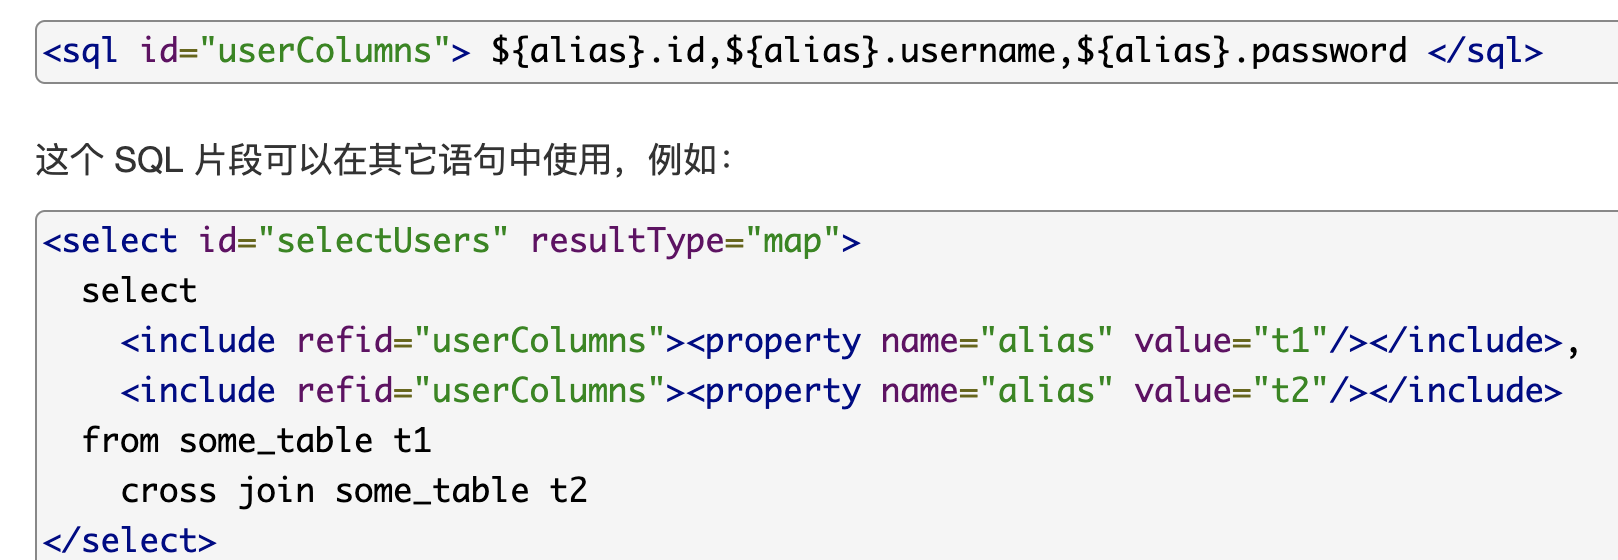 <sql id="userColumns"> ${alias}.id,${alias}.username,${alias}.password </sql>
这个 SQL 片段可以在其它语句中使用，例如：
<select id="selectUsers" resultType="map">
  select
    <include refid="userColumns"><property name="alias" value="t1"/></include>,
    <include refid="userColumns"><property name="alias" value="t2"/></include>
  from some_table t1
    cross join some_table t2
</select>